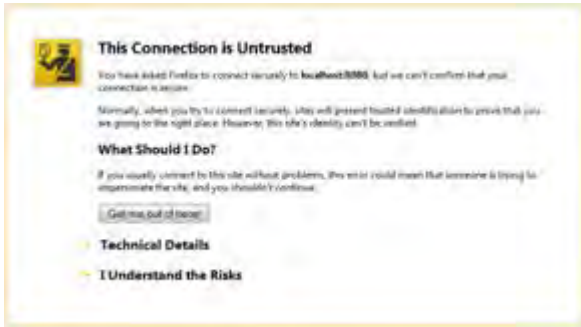 This Connection is Untrusted
You have asked Firefox to connect securely to localhost:8080, but we can't confirm that your
connection is secure.
Normally, when you try to connect securely, sites will present trusted identification to prove that you
are going to the right place. However, this site's identity can't be verified.
What Should I Do?
If you usually connect to this site without problems, this error could mean that someone is trying to
impersonate the site, and you shouldn't continue.
Get me out of here!
Technical Details
I Understand the Risks